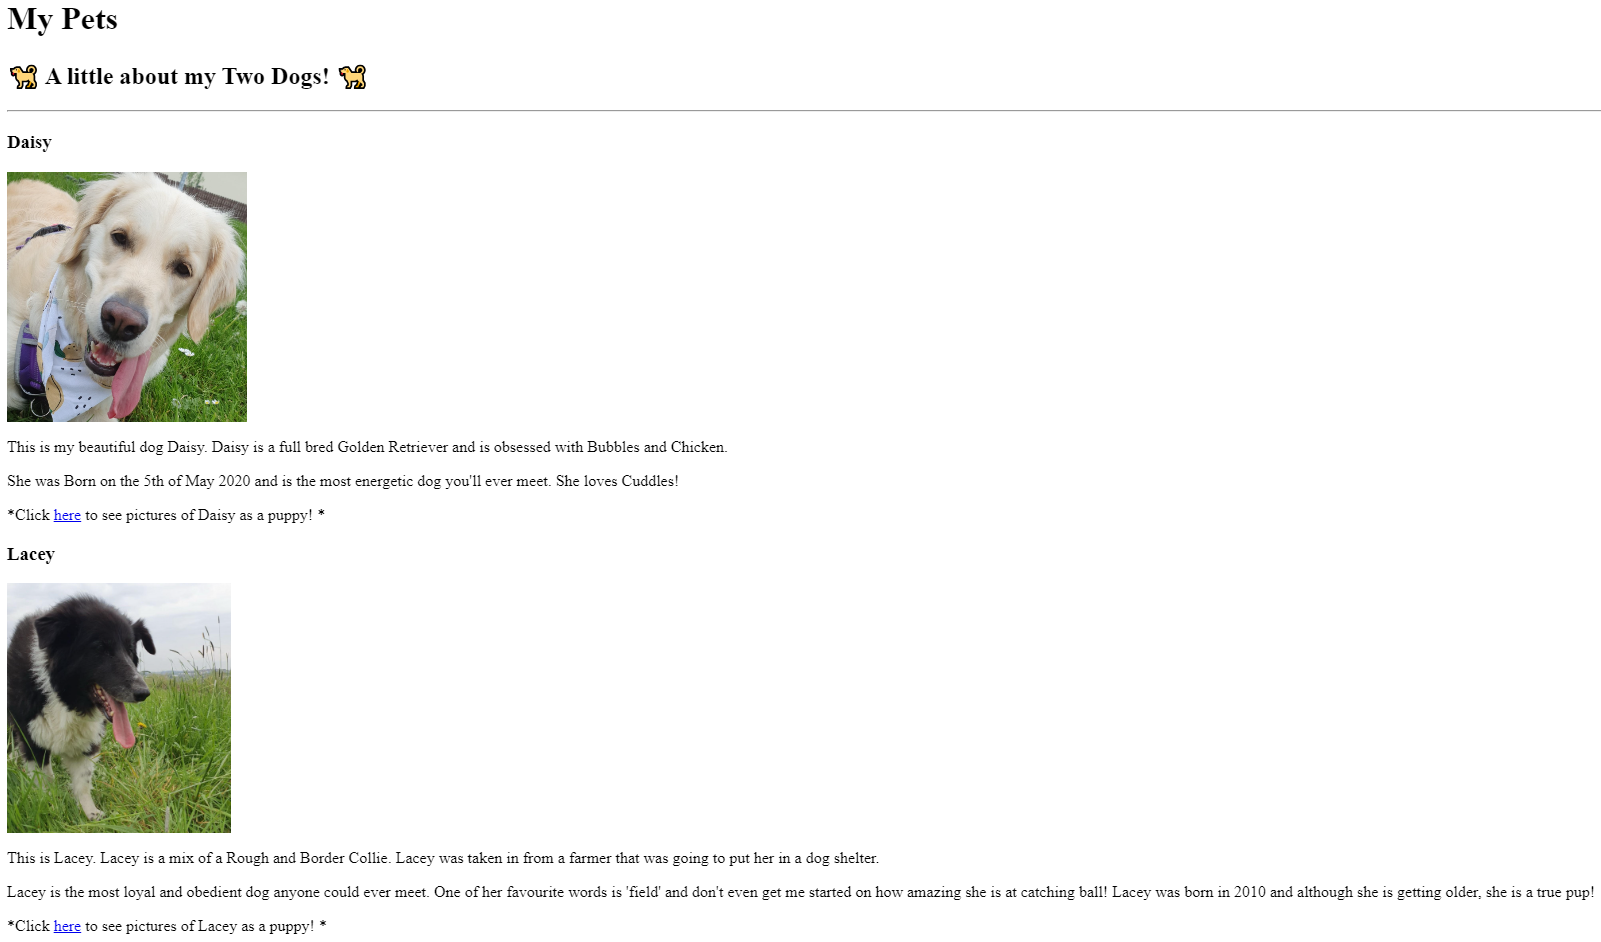 My Pets
🐕 A little about my Two Dogs! 🐕
Daisy
This is my beautiful dog Daisy. Daisy is a full bred Golden Retriever and is obsessed with Bubbles and Chicken.
She was Born on the 5th of May 2020 and is the most energetic dog you'll ever meet. She loves Cuddles!
*Click here to see pictures of Daisy as a puppy! *
Lacey
This is Lacey. Lacey is a mix of a Rough and Border Collie. Lacey was taken in from a farmer that was going to put her in a dog shelter.
Lacey is the most loyal and obedient dog anyone could ever meet. One of her favourite words is 'field' and don't even get me started on how amazing she is at catching ball! Lacey was born in 2010 and although she is getting older, she is a true pup!
*Click here to see pictures of Lacey as a puppy! *